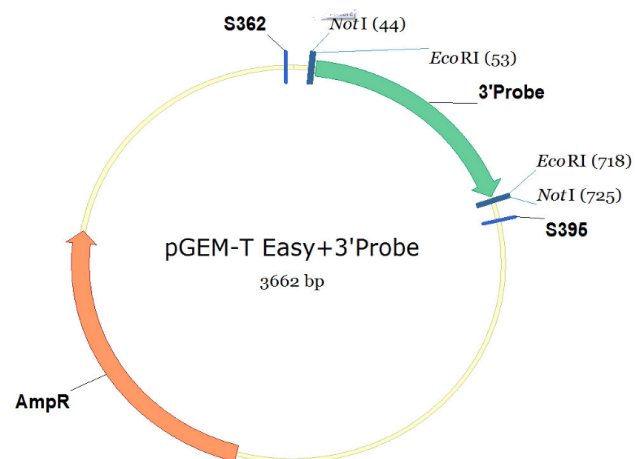 S362
NotI (44)
EcoRI (53)
3'Probe
EcoRI (718)
NotI (725)
S395
pGEM-T Easy+3'Probe
3662 bp
AmpR